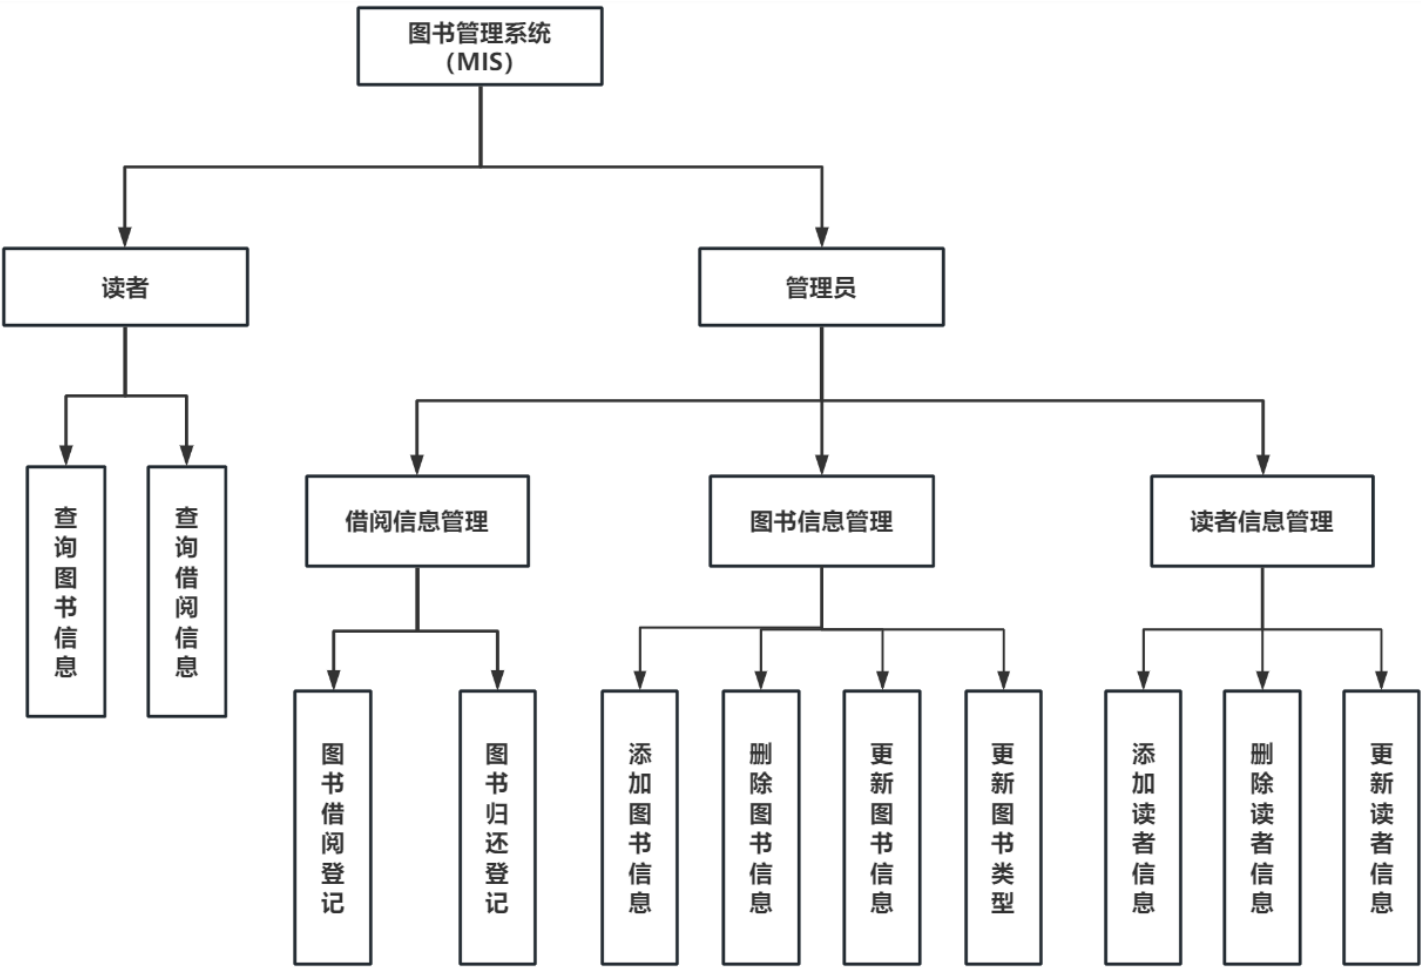 图书管理系统
（MIS）
读者
管理员
查询图书信息
查询借阅信息
借阅信息管理
图书信息管理
读者信息管理
图书借阅登记
图书归还登记
添加图书信息
删除图书信息
更新图书信息
更新图书类型
添加读者信息
删除读者信息
更新读者信息